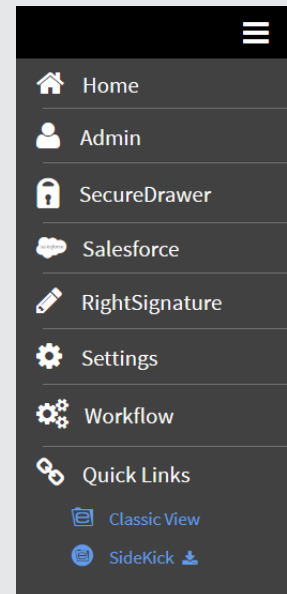 Home
Admin
SecureDrawer
Salesforce
RightSignature
Settings
Workflow
Quick Links
Classic View
SideKick